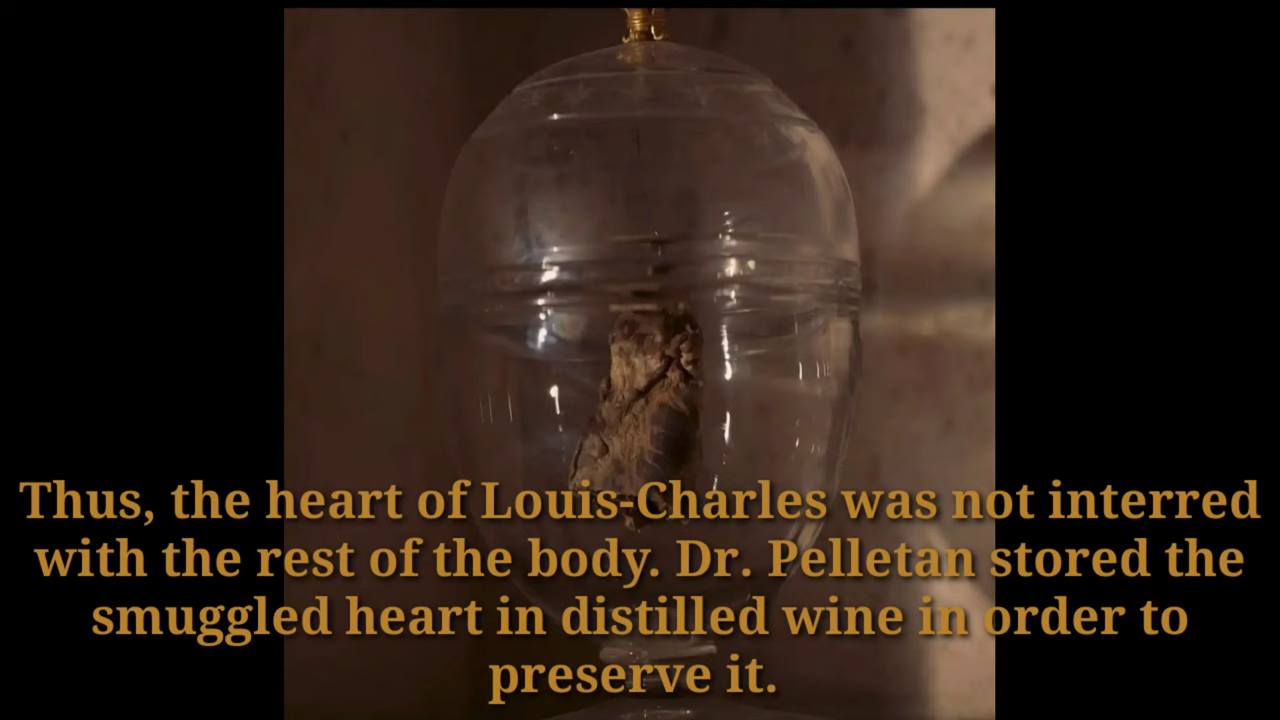 Thus, the heart of Louis-Charles was not interred
with the rest of the body. Dr. Pelletan stored the
smuggled heart in distilled wine in order to
preserve it.